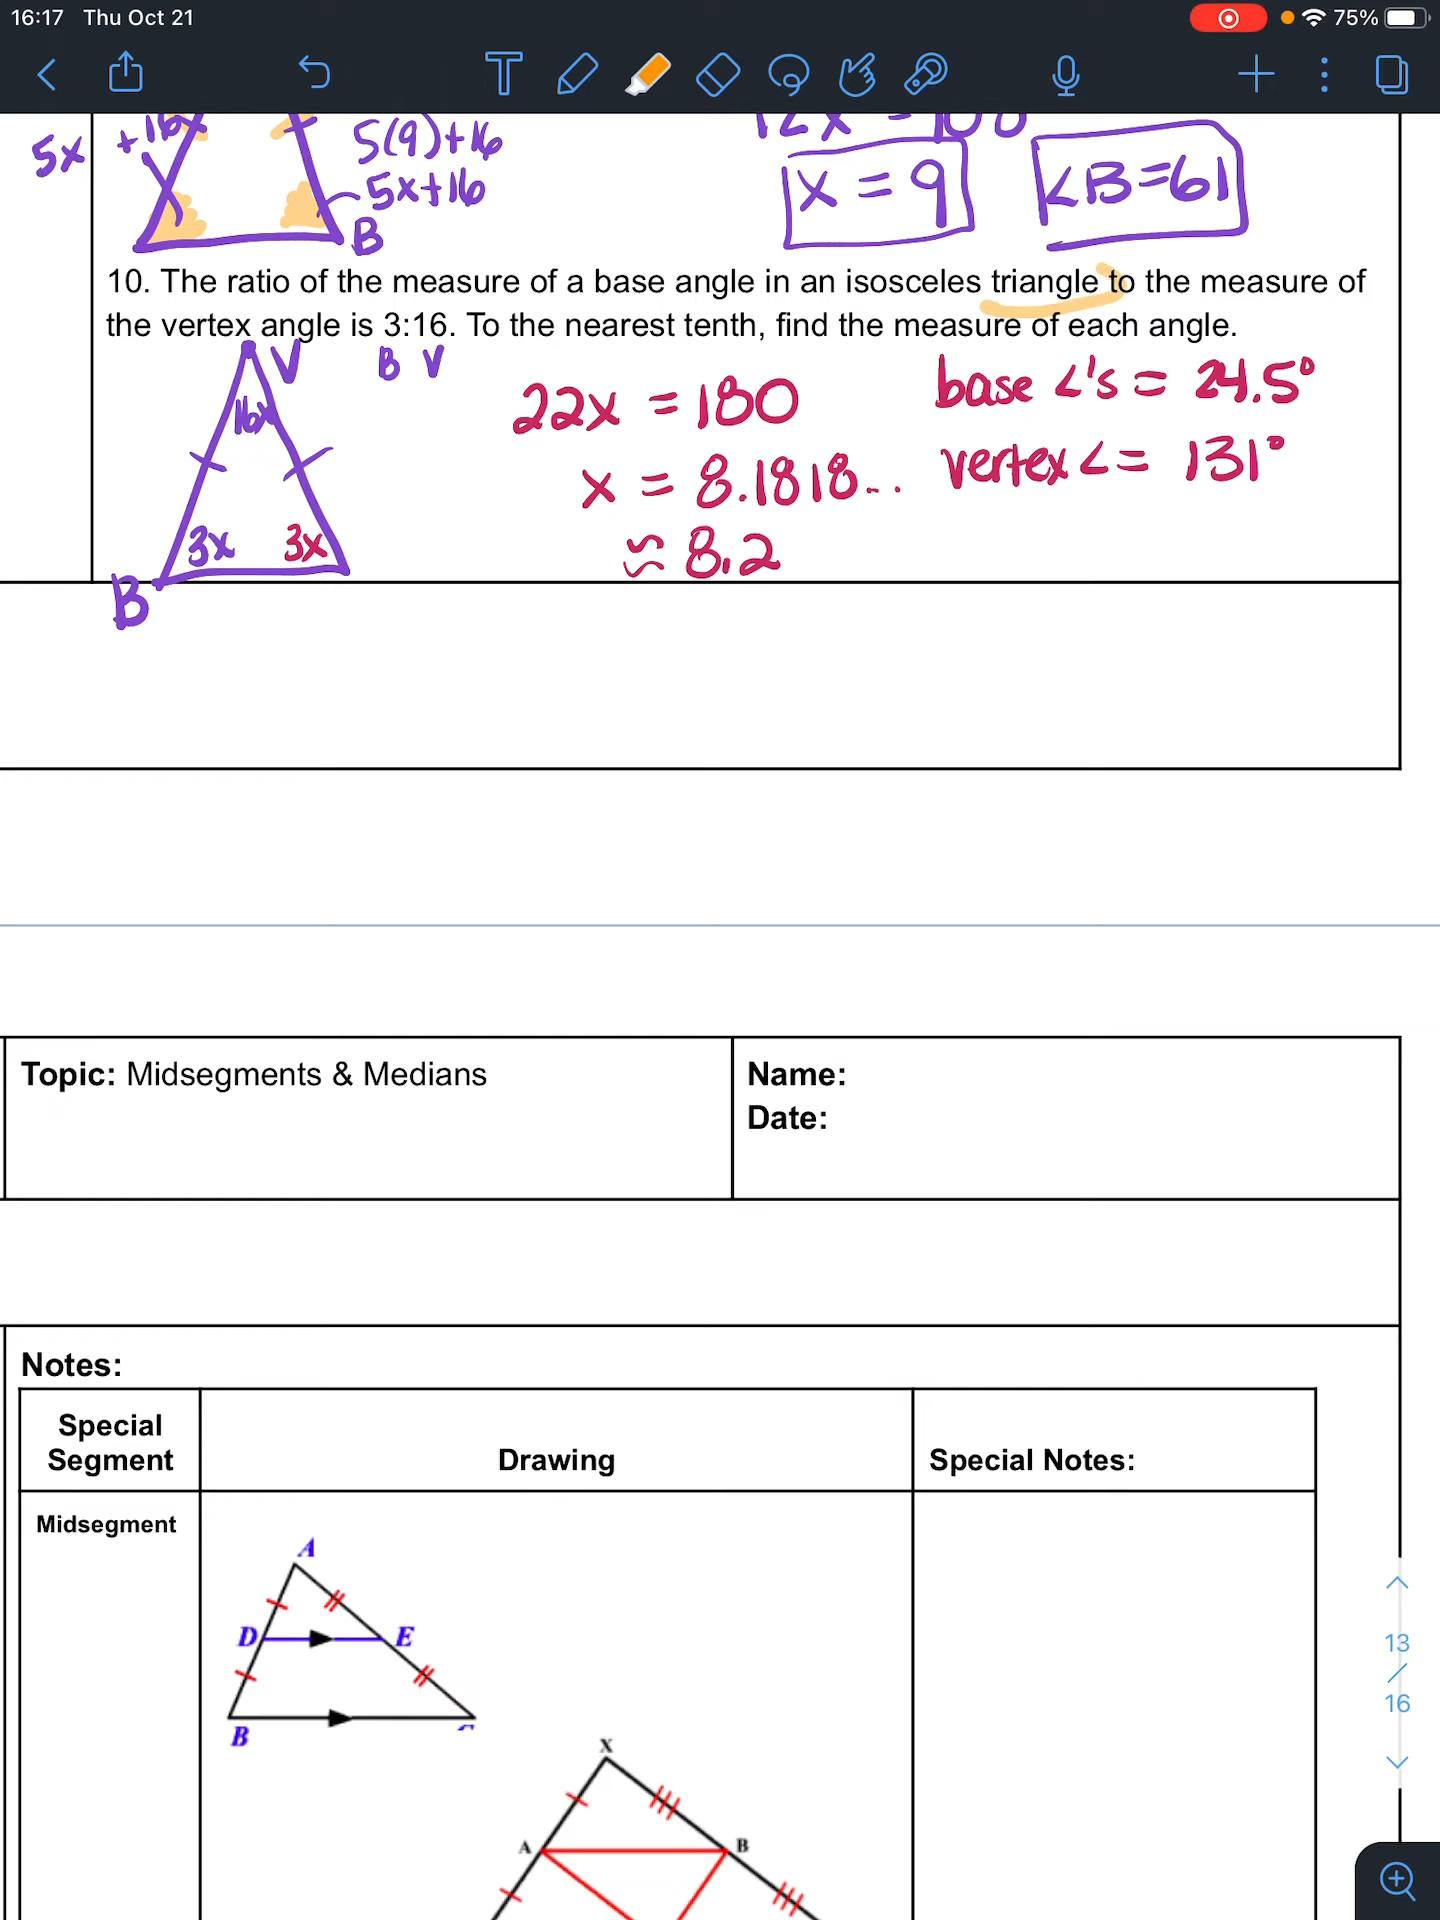 16:17 Thu Oct 21
75%
5x +16
5(9)+16
5x+16
B
x = 9
<B=61
10. The ratio of the measure of a base angle in an isosceles triangle to the measure of
the vertex angle is 3:16. To the nearest tenth, find the measure of each angle.
V
B V
16x
3x 3x
B
22x = 180
x = 8.1818...
≈ 8.2
base <'s = 24.5°
vertex < = 131°
Topic: Midsegments & Medians
Name:
Date:
Notes:
Special
Segment
Drawing
Special Notes:
Midsegment
A
D E
B
X
A B
13
/
16